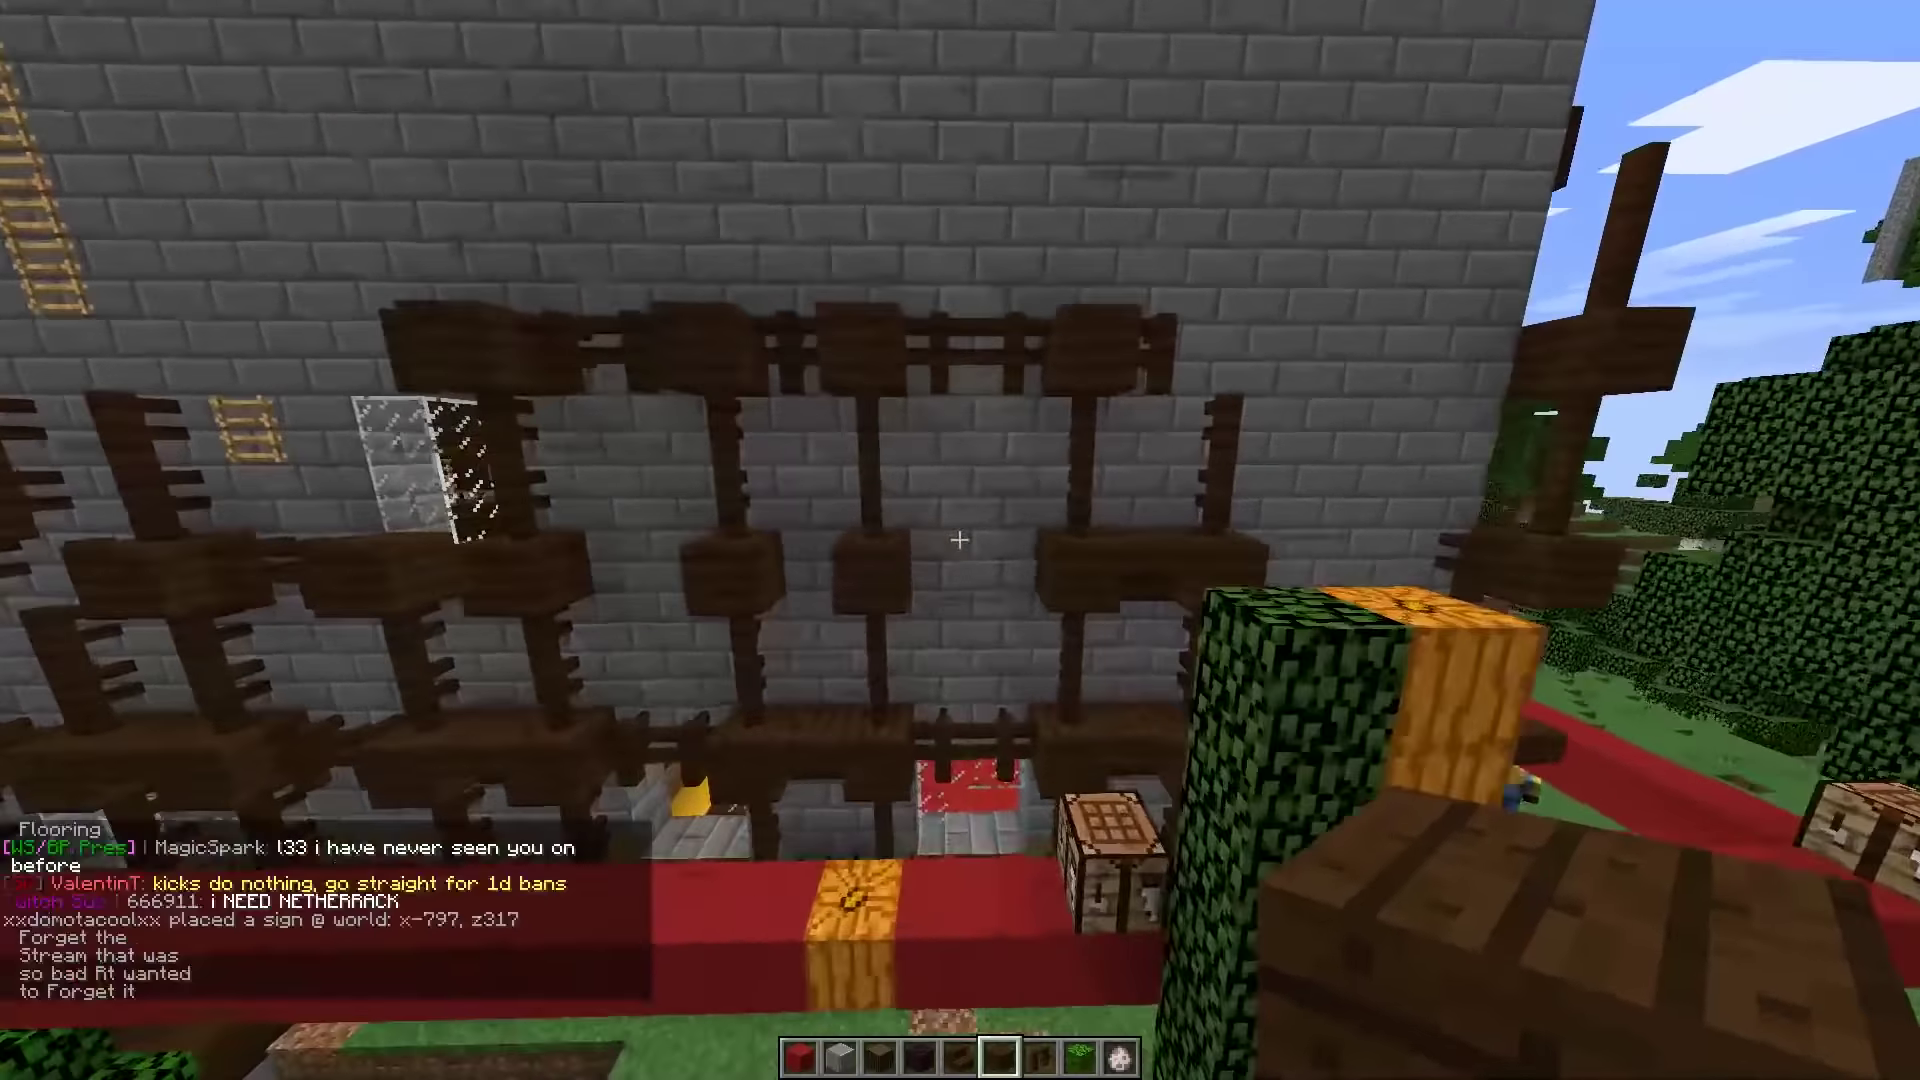 Flooring
[WS/BP Pres] | MagicSpark: l33 i have never seen you on
before
ValentinT: kicks do nothing, go straight for 1d bans
| 666911: i NEED NETHERRACK
xxdomotacoolxx placed a sign @ world: x-797, z317
Forget the
Stream that was
so bad Rt wanted
to Forget it